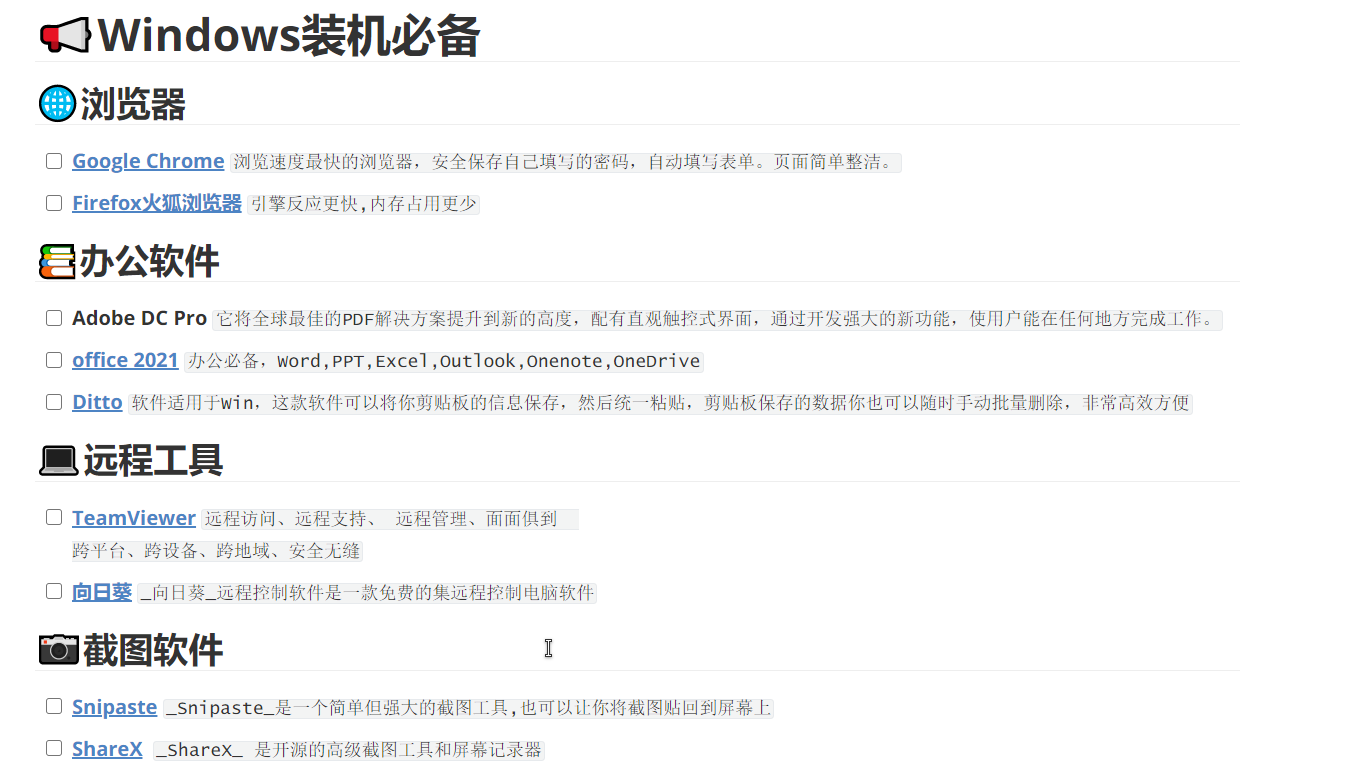 Windows装机必备
浏览器
Google Chrome 浏览速度最快的浏览器，安全保存自己填写的密码，自动填写表单。页面简单整洁。
Firefox火狐浏览器 引擎反应更快,内存占用更少
办公软件
Adobe DC Pro 它将全球最佳的PDF解决方案提升到新的高度，配有直观触控式界面，通过开发强大的新功能，使用户能在任何地方完成工作。
office 2021 办公必备，Word,PPT,Excel,Outlook,Onenote,OneDrive
Ditto 软件适用于Win，这款软件可以将你剪贴板的信息保存，然后统一粘贴，剪贴板保存的数据你也可以随时手动批量删除，非常高效方便
远程工具
TeamViewer 远程访问、远程支持、 远程管理、面面俱到
跨平台、跨设备、跨地域、安全无缝
向日葵 _向日葵_远程控制软件是一款免费的集远程控制电脑软件
截图软件
Snipaste _Snipaste_是一个简单但强大的截图工具,也可以让你将截图贴回到屏幕上
ShareX _ShareX_ 是开源的高级截图工具和屏幕记录器